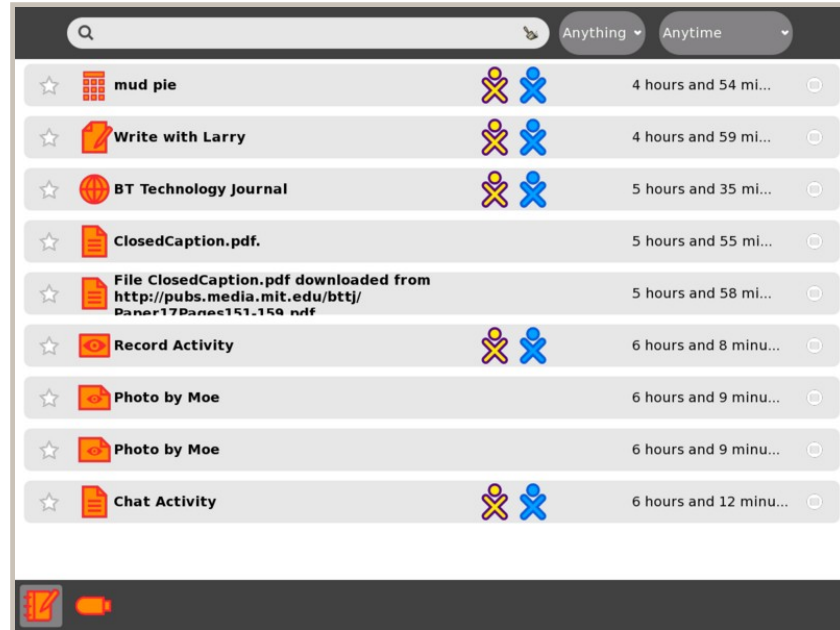 Anything Anytime
mud pie 4 hours and 54 mi...
Write with Larry 4 hours and 59 mi...
BT Technology Journal 5 hours and 35 mi...
ClosedCaption.pdf. 5 hours and 55 mi...
File ClosedCaption.pdf downloaded from
http://pubs.media.mit.edu/bttj/ 5 hours and 58 mi...
Paper17Pages151-159.pdf
Record Activity 6 hours and 8 minu...
Photo by Moe 6 hours and 9 minu...
Photo by Moe 6 hours and 9 minu...
Chat Activity 6 hours and 12 minu...